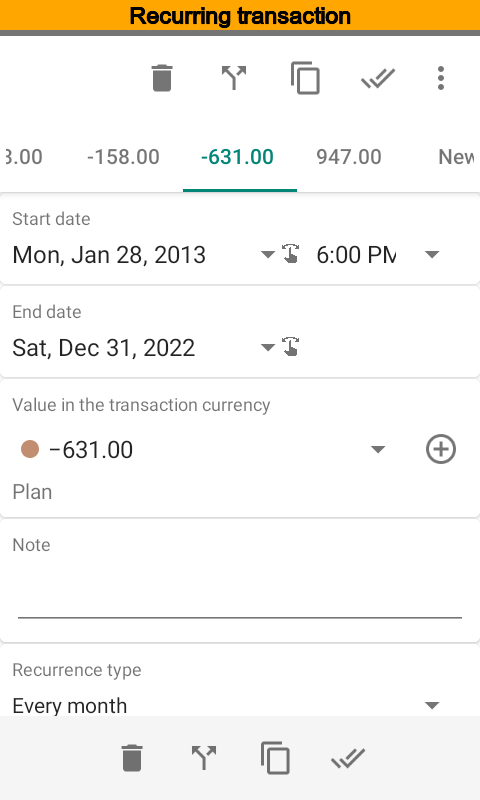 Recurring transaction
3.00 -158.00 -631.00 947.00 New
Start date
Mon, Jan 28, 2013 6:00 PM
End date
Sat, Dec 31, 2022
Value in the transaction currency
−631.00
Plan
Note
Recurrence type
Every month